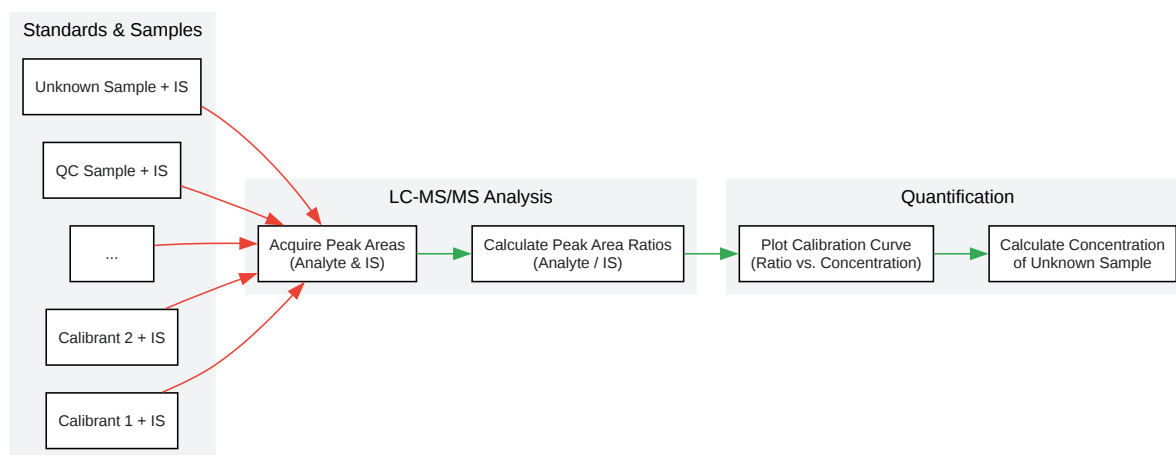 Standards & Samples
Unknown Sample + IS
QC Sample + IS
...
Calibrant 2 + IS
Calibrant 1 + IS
LC-MS/MS Analysis
Acquire Peak Areas
(Analyte & IS)
Calculate Peak Area Ratios
(Analyte / IS)
Quantification
Plot Calibration Curve
(Ratio vs. Concentration)
Calculate Concentration
of Unknown Sample